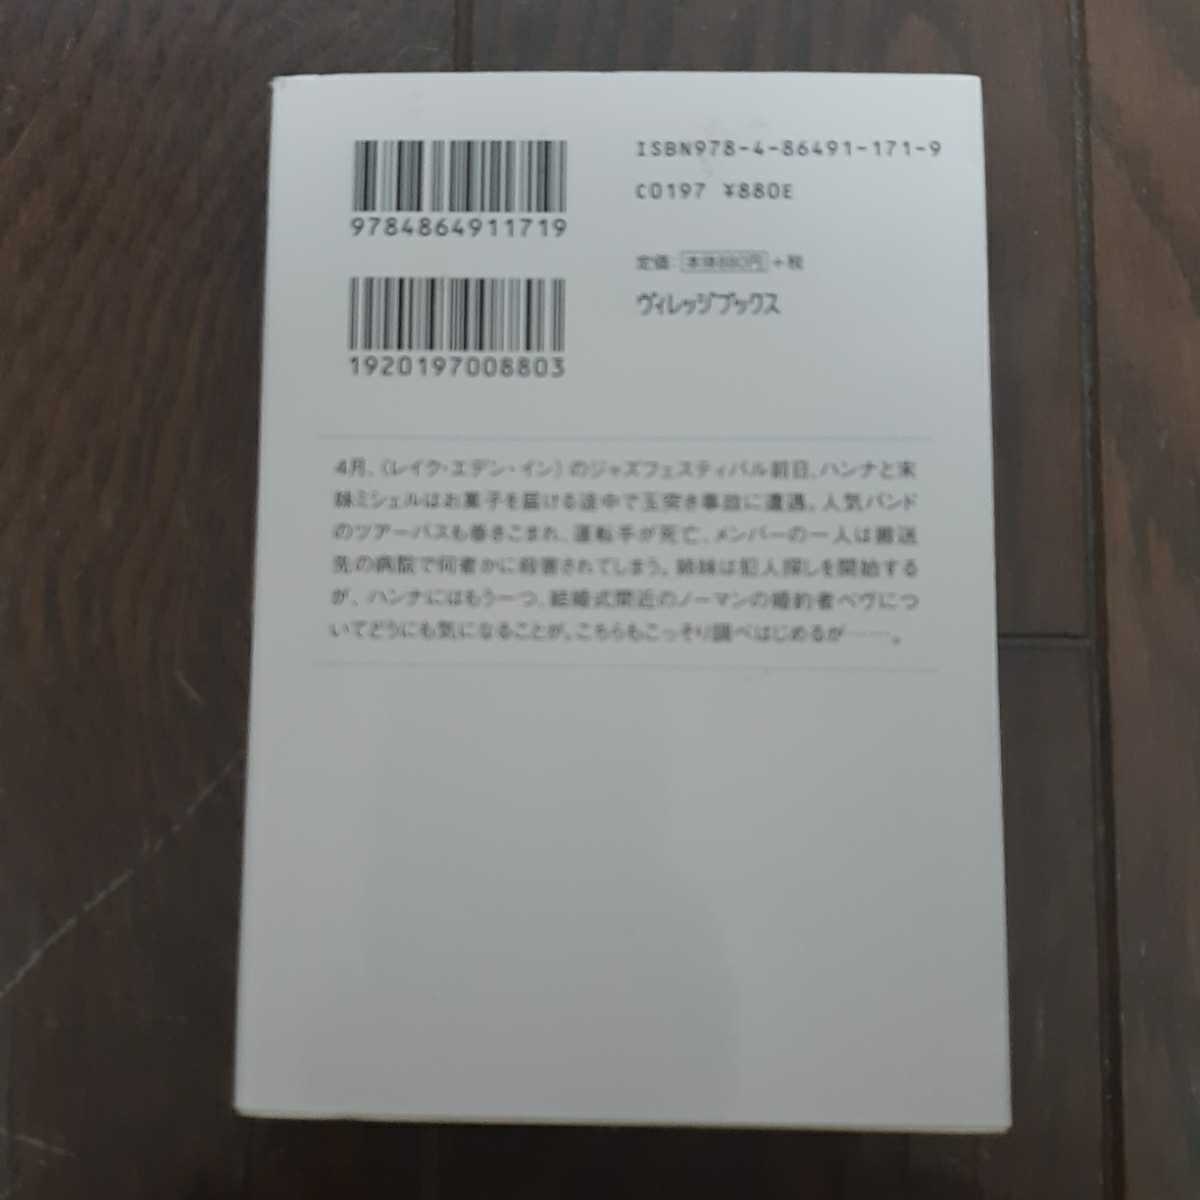 ISBN978-4-86491-171-9
C0197 ¥880E
9784864911719
定価:本体880円+税
ヴィレッジブックス
1920197008803
4月、〈レイク・エデン・イン〉のジャズフェスティバル前日、ハンナと末
妹ミシェルはお菓子を届ける途中で玉突き事故に遭遇。人気バンド
のツアーバスも巻きこまれ、運転手が死亡、メンバーの一人は搬送
先の病院で何者かに殺害されてしまう。姉妹は犯人探しを開始する
が、ハンナにはもう一つ、結婚式間近のノーマンの婚約者ベヴにつ
いてどうにも気になることが。こちらもこっそり調べはじめるが――。